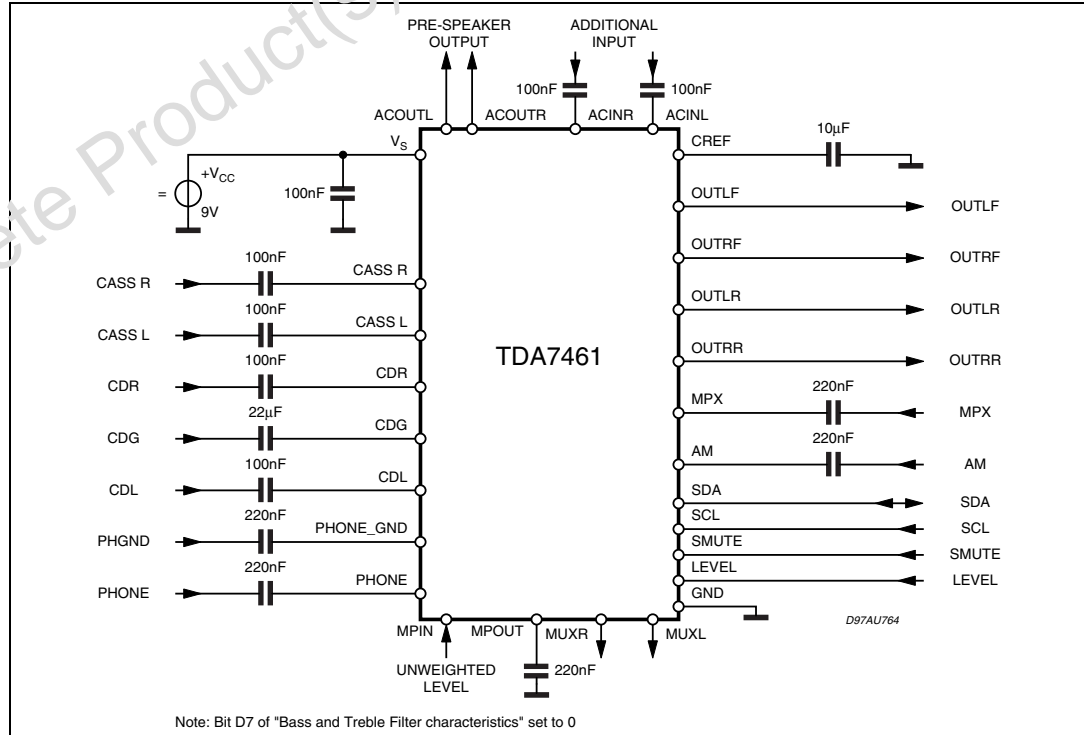 ete Product(s)
PRE-SPEAKER
OUTPUT
ADDITIONAL
INPUT
100nF
100nF
ACOUTL
ACOUTR
ACINR
ACINL
VS
CREF
10μF
+VCC
=
9V
100nF
OUTLF
OUTLF
OUTRF
OUTRF
100nF
CASS R
CASS R
OUTLR
OUTLR
100nF
CASS L
CASS L
TDA7461
OUTRR
OUTRR
100nF
CDR
CDR
220nF
MPX
MPX
22μF
CDG
CDG
220nF
AM
AM
100nF
CDL
CDL
SDA
SDA
SCL
SCL
220nF
PHGND
PHONE_GND
SMUTE
SMUTE
220nF
PHONE
PHONE
LEVEL
LEVEL
GND
D97AU764
MPIN
MPOUT
MUXR
MUXL
UNWEIGHTED
LEVEL
220nF
Note: Bit D7 of "Bass and Treble Filter characteristics" set to 0